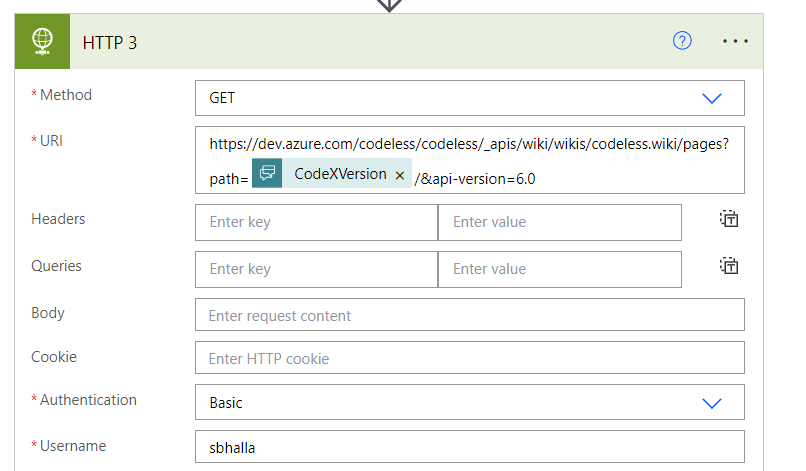 HTTP 3
* Method
GET
* URI
https://dev.azure.com/codeless/codeless/_apis/wiki/wikis/codeless.wiki/pages?
path= CodeXVersion × /&api-version=6.0
Headers
Enter key
Enter value
Queries
Enter key
Enter value
Body
Enter request content
Cookie
Enter HTTP cookie
* Authentication
Basic
* Username
sbhalla